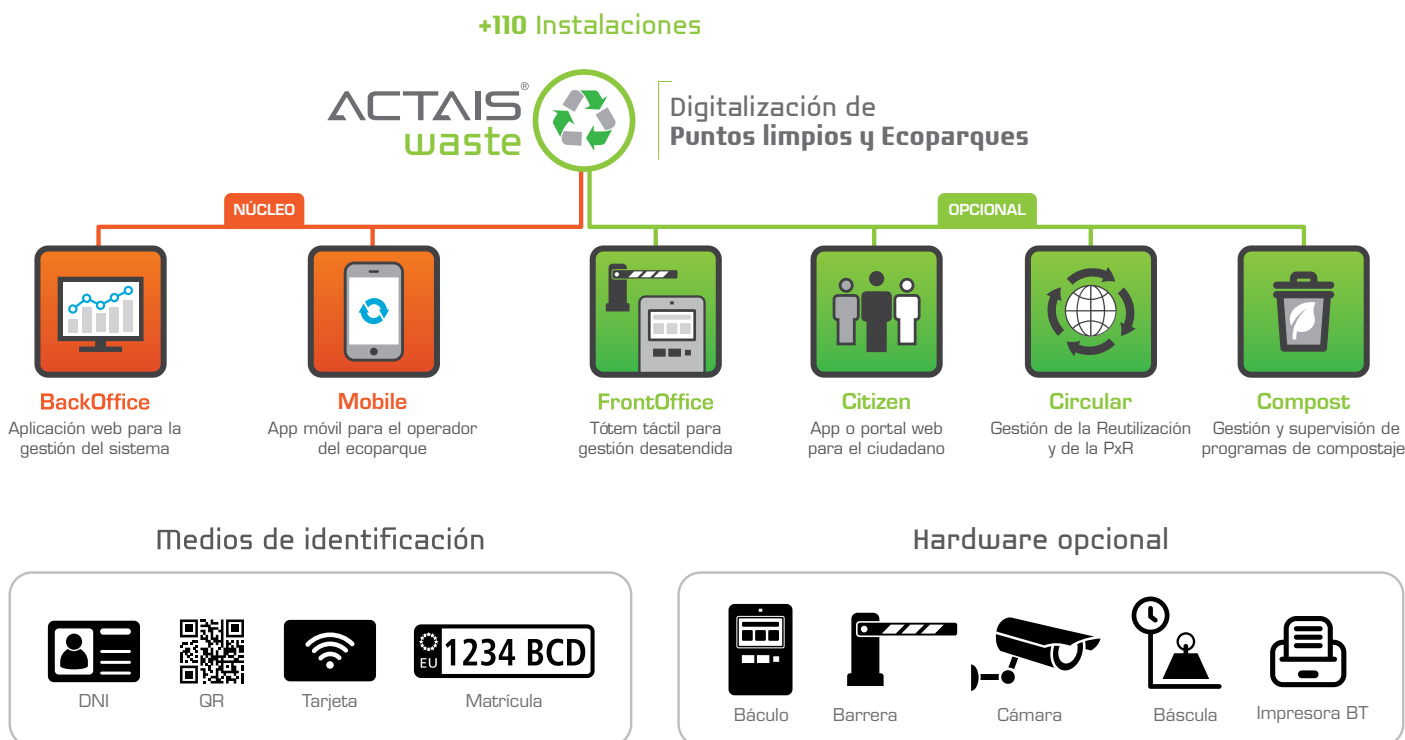 +110 Instalaciones
ACTAIS®
waste
Digitalización de
Puntos limpios y Ecoparques
NÚCLEO
OPCIONAL
BackOffice
Aplicación web para la
gestión del sistema
Mobile
App móvil para el operador
del ecoparque
FrontOffice
Tótem táctil para
gestión desatendida
Citizen
App o portal web
para el ciudadano
Circular
Gestión de la Reutilización
y de la PxR
Compost
Gestión y supervisión de
programas de compostaje
Medios de identificación
DNI
QR
Tarjeta
EU 1234 BCD
Matrícula
Hardware opcional
Báculo
Barrera
Cámara
Báscula
Impresora BT